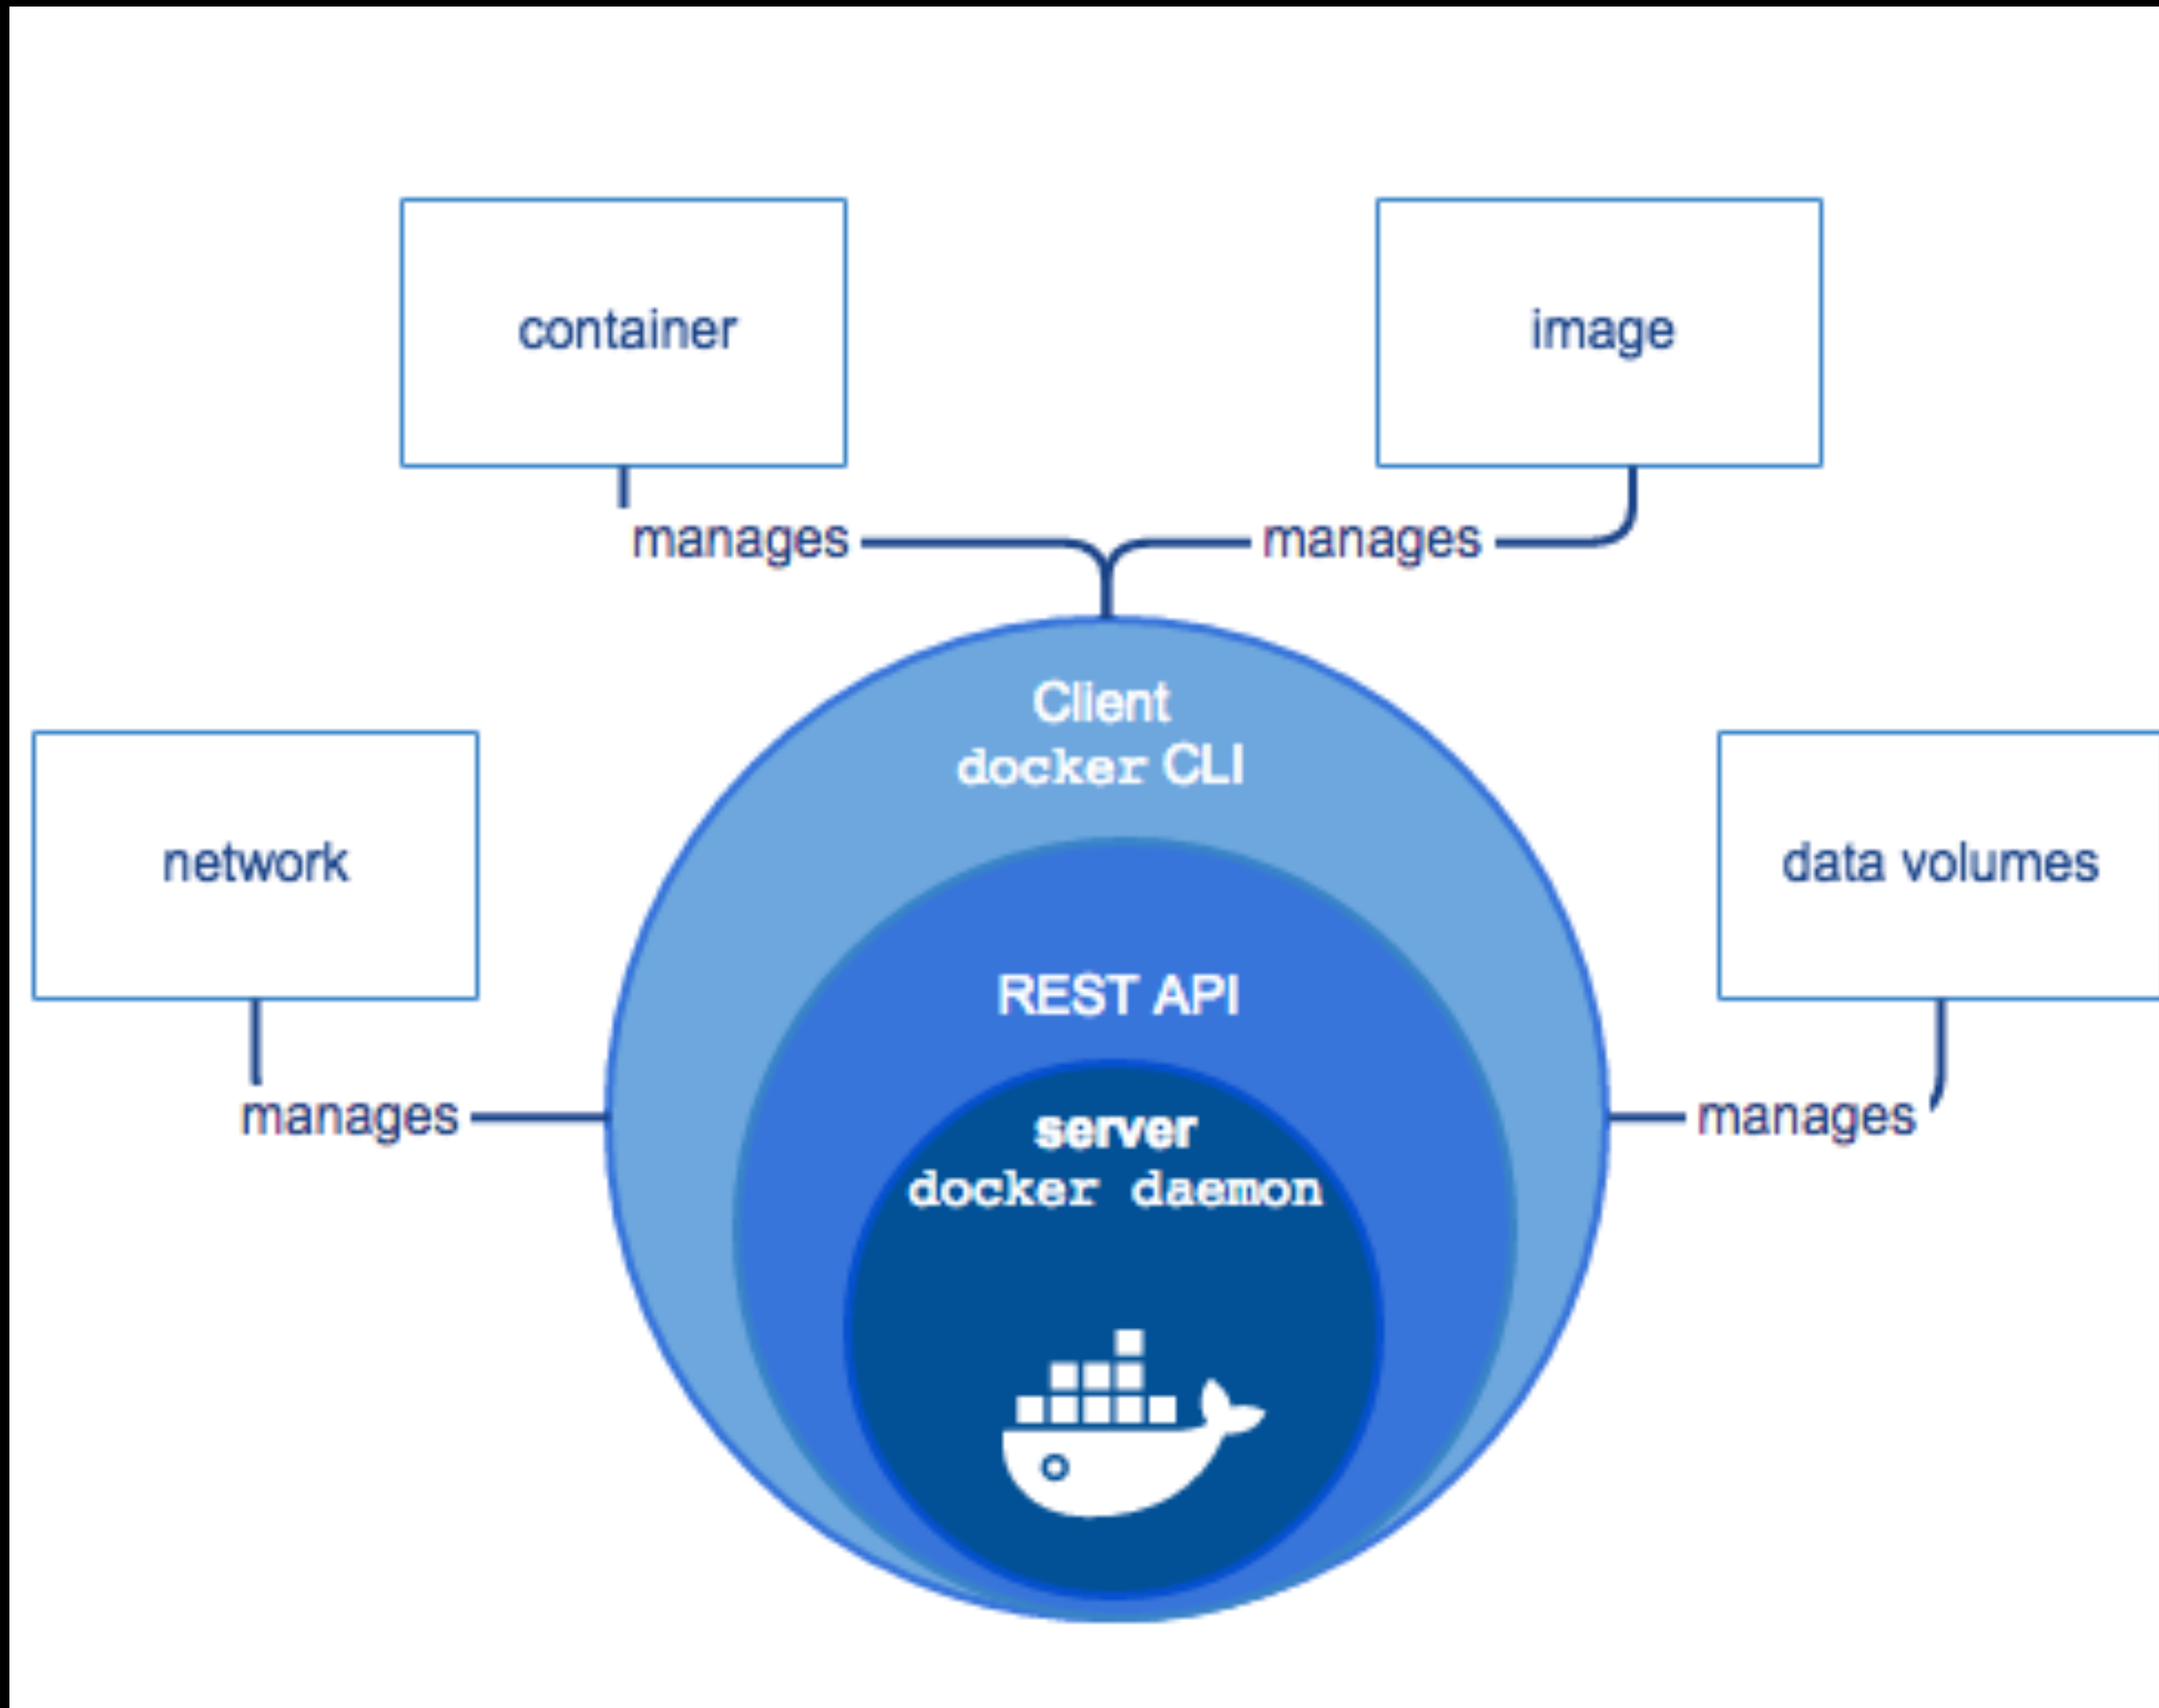 container
image
manages
manages
Client
docker CLI
network
data volumes
REST API
manages
manages
server
docker daemon